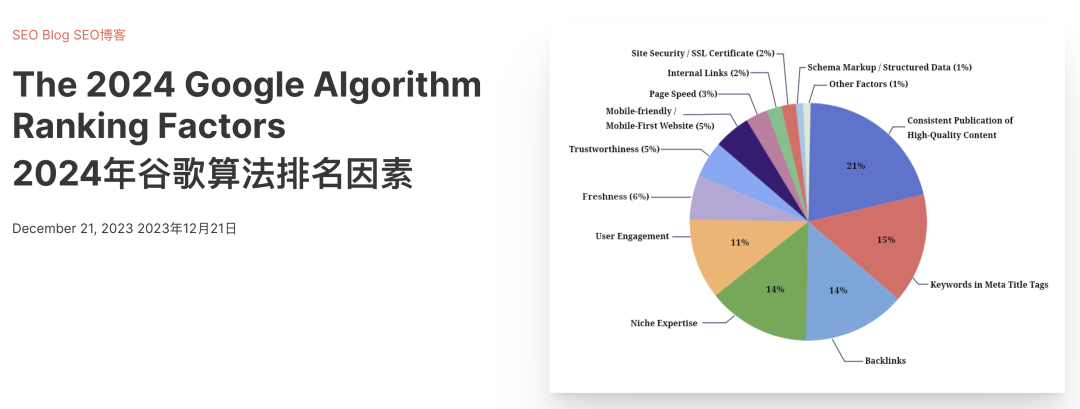 SEO Blog SEO博客
The 2024 Google Algorithm
Ranking Factors
2024年谷歌算法排名因素
December 21, 2023 2023年12月21日
Site Security / SSL Certificate (2%)
Schema Markup / Structured Data (1%)
Internal Links (2%)
Other Factors (1%)
Page Speed (3%)
Mobile-friendly /
Mobile-First Website (5%)
Consistent Publication of
High-Quality Content
Trustworthiness (5%)
21%
Freshness (6%)
User Engagement
11%
15%
Keywords in Meta Title Tags
14%
14%
Niche Expertise
Backlinks